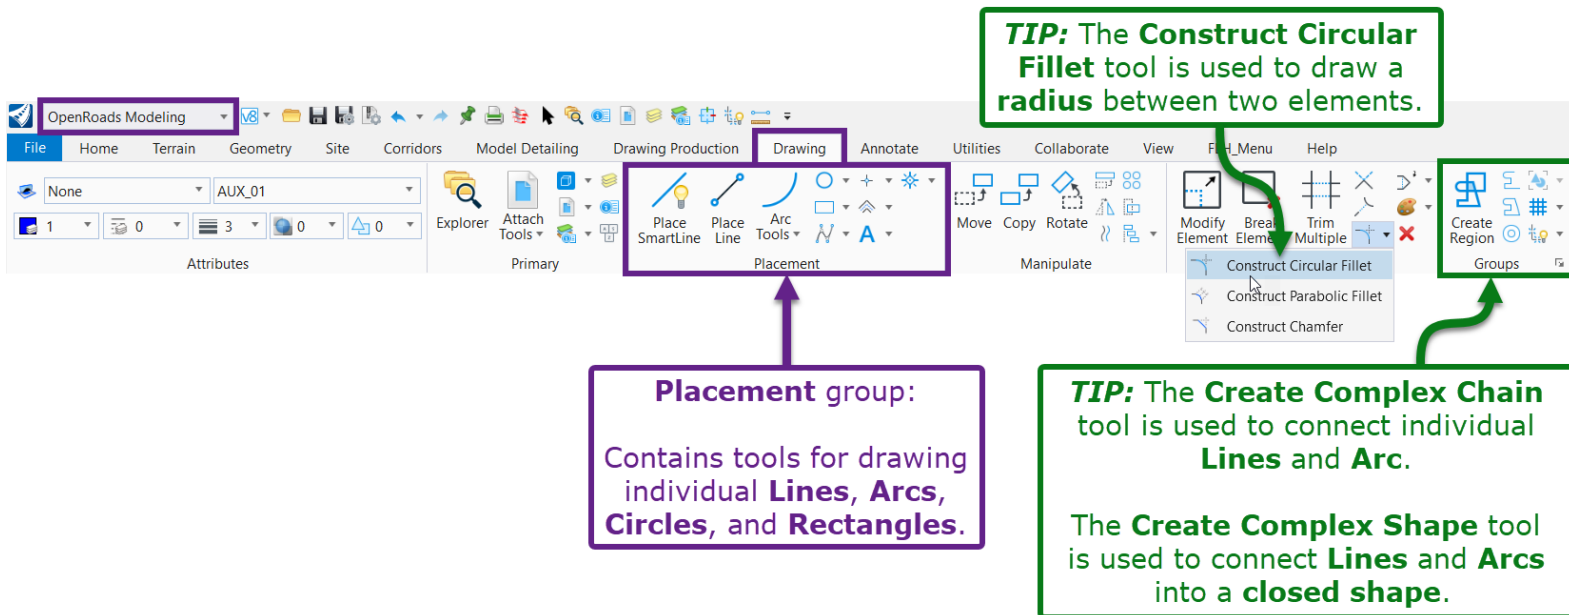 TIP: The Construct Circular
Fillet tool is used to draw a
radius between two elements.
OpenRoads Modeling
V8
File Home Terrain Geometry Site Corridors Model Detailing Drawing Production Drawing Annotate Utilities Collaborate View Help
None
AUX_01
1 0 3 0 0
Attributes
Explorer
Attach
Tools
Primary
Place
SmartLine
Place
Line
Arc
Tools
A
Placement
Move Copy Rotate
Manipulate
Modify
Element
Trim
Multiple
Create
Region
Groups
Construct Circular Fillet
Construct Parabolic Fillet
Construct Chamfer
Placement group:
Contains tools for drawing
individual Lines, Arcs,
Circles, and Rectangles.
TIP: The Create Complex Chain
tool is used to connect individual
Lines and Arc.
The Create Complex Shape tool
is used to connect Lines and Arcs
into a closed shape.